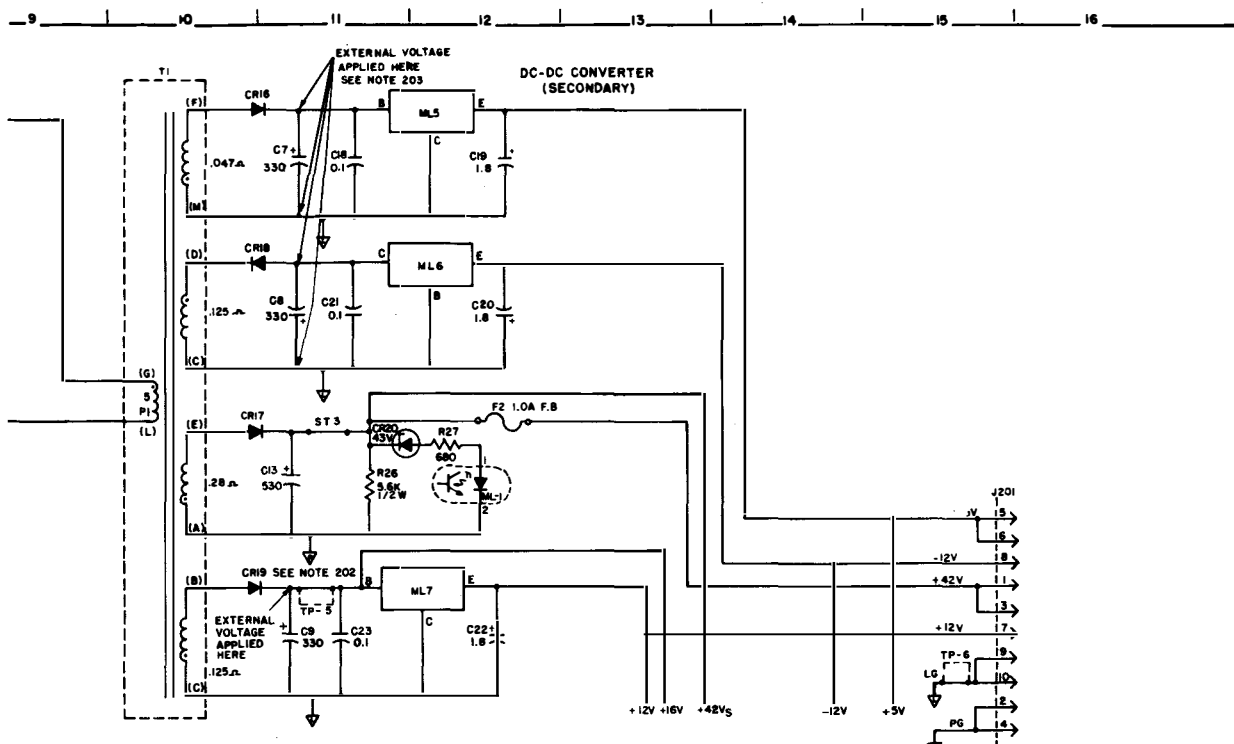 9 10 11 12 13 14 15 16
EXTERNAL VOLTAGE
APPLIED HERE
SEE NOTE 203
DC-DC CONVERTER
(SECONDARY)
T1
(F)
CR16
B
ML5
E
C
C7 +
330
C18
0.1
C19 +
1.8
.047Ω
(M)
(D)
CR18
C
ML6
E
B
C8
330 +
C21
0.1
C20
1.8 +
.125Ω
(C)
(G)
5
P1
(L)
(E)
CR17
ST3
F2 1.0A F.B
CR20
43V
R27
680
C13 +
530
R26
5.6K
1/2W
1
ML-1
2
.28Ω
(A)
(B)
CR19 SEE NOTE 202
B
ML7
E
C
TP-5
EXTERNAL
VOLTAGE
APPLIED
HERE
+
C9
330
C23
0.1
C22 +
1.8
.125Ω
(C)
+12V +16V +42VS -12V +5V
J201
5
6
-12V 8
+42V 1
3
+12V 7
TP-6 9
LG 10
2
PG 4